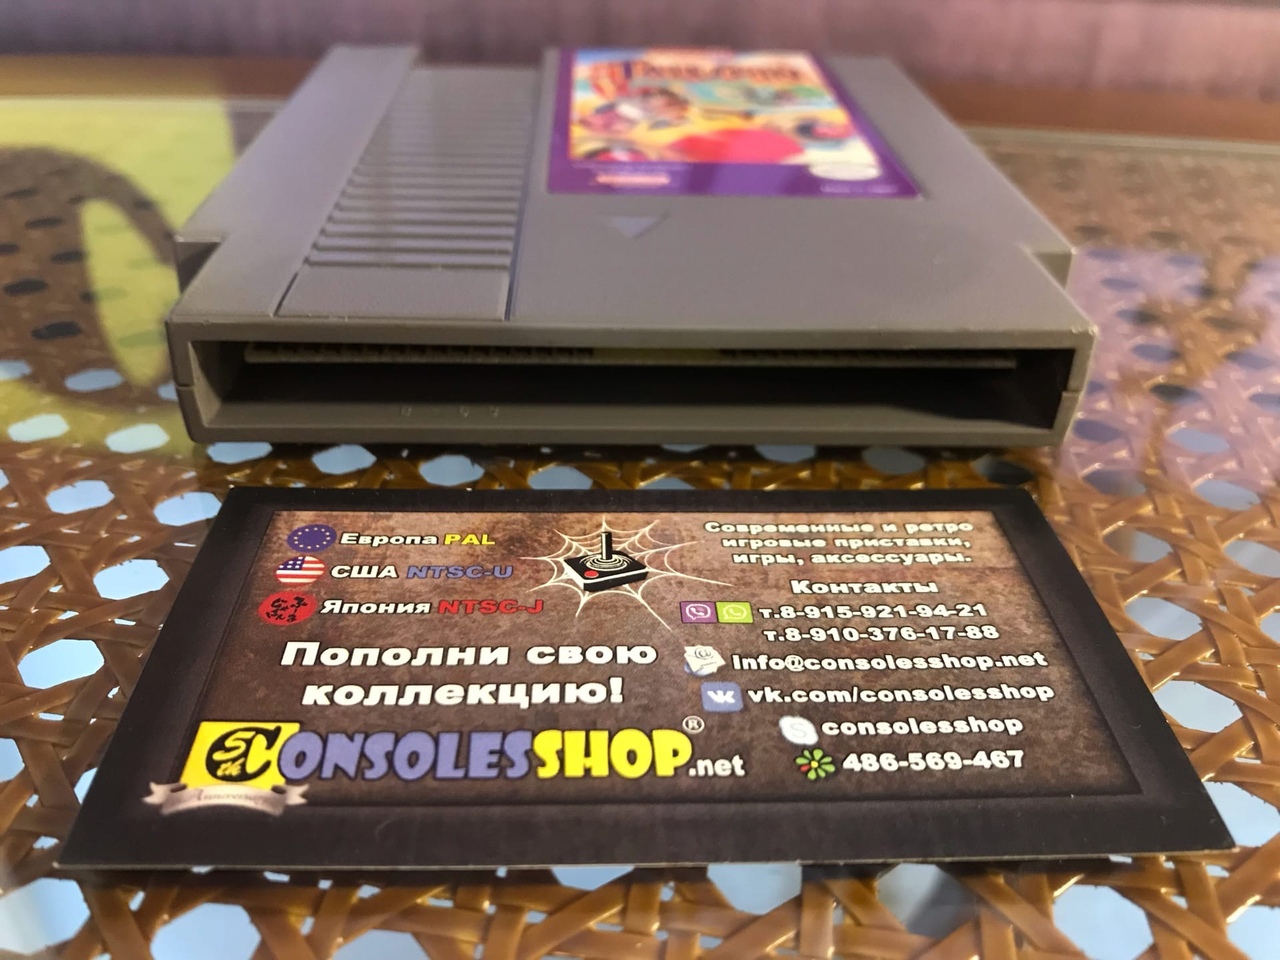 Европа PAL
США NTSC-U
Япония NTSC-J
Пополни свою
коллекцию!
5th
CONSOLESSHOP®.net
Современные и ретро
игровые приставки,
игры, аксессуары.
Контакты
т.8-915-921-94-21
т.8-910-376-17-88
Info@consolesshop.net
vk.com/consolesshop
consolesshop
486-569-467